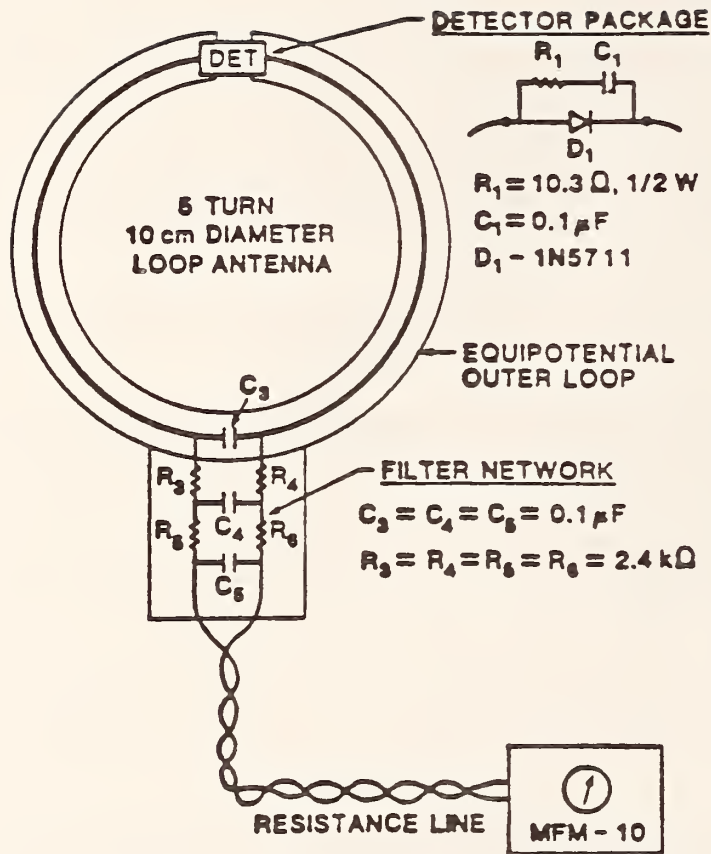 DETECTOR PACKAGE
DET
R₁ C₁
D₁
R₁ = 10.3 Ω, 1/2 W
C₁ = 0.1 μF
D₁ - 1N5711
5 TURN
10 cm DIAMETER
LOOP ANTENNA
EQUIPOTENTIAL
OUTER LOOP
C₃
R₃ R₄
FILTER NETWORK
C₄
R₅ R₆
C₃ = C₄ = C₅ = 0.1 μF
R₃ = R₄ = R₅ = R₆ = 2.4 kΩ
C₅
RESISTANCE LINE
MFM - 10